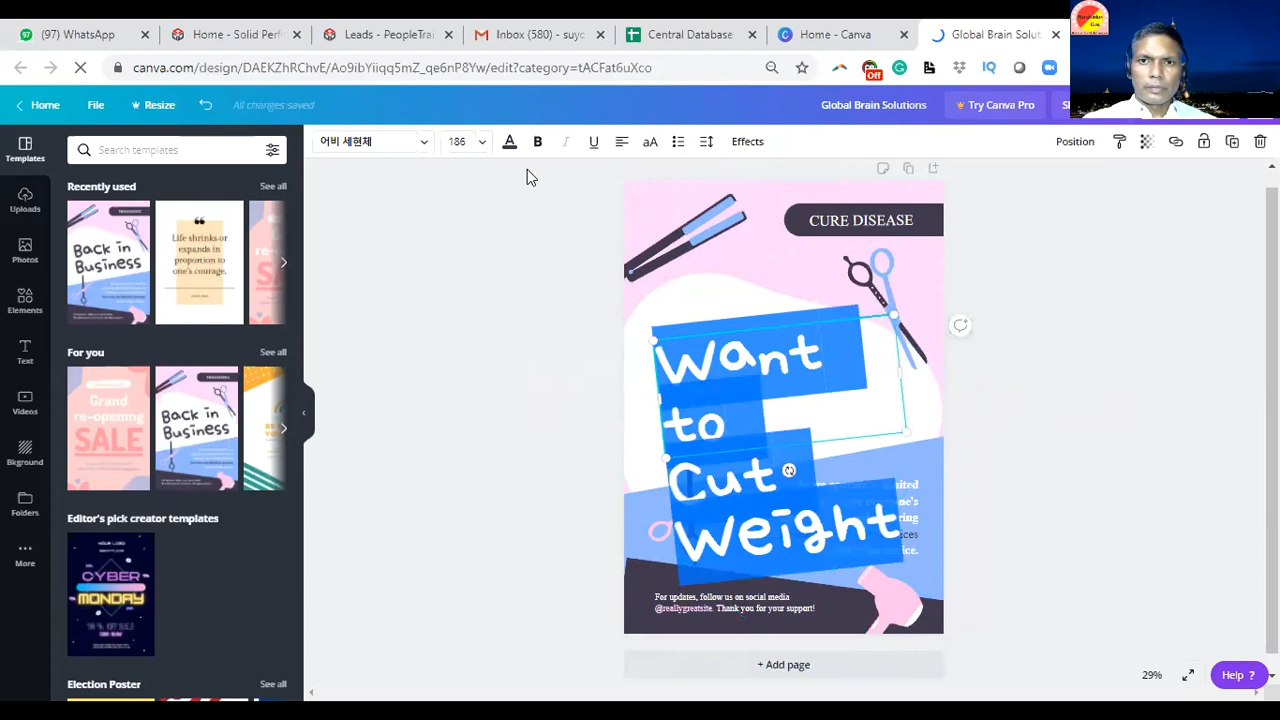 (97) WhatsApp
Home - Solid Perf
Leads
Inbox (580)
Central Database
Home - Canva
Global Brain Solut
canva.com/design/DAEKZhRChvE/Ao9ibYiiqq5mZ_qe6mhPYw/edit?category=tACFat6uXco
Off
IQ
Home
File
Resize
All changes saved
Global Brain Solutions
Try Canva Pro
어비 세현체
186
A
B
I
U
aA
Effects
Position
Templates
Uploads
Photos
Elements
Text
Videos
Bkground
Folders
More
Search templates
Recently used
See all
Back in
Business
Life shrinks or
expands in
proportion to
one's courage.
For you
See all
Grand
re-opening
SALE
Back in
Business
Editor's pick creator templates
CYBER
MONDAY
Election Poster
See all
CURE DISEASE
Want
to
Cut
Weight
For updates, follow us on social media
@reallygreatsite. Thank you for your support!
+ Add page
29%
Help ?